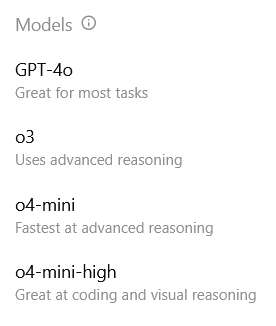 Models
GPT-4o
Great for most tasks
o3
Uses advanced reasoning
o4-mini
Fastest at advanced reasoning
o4-mini-high
Great at coding and visual reasoning